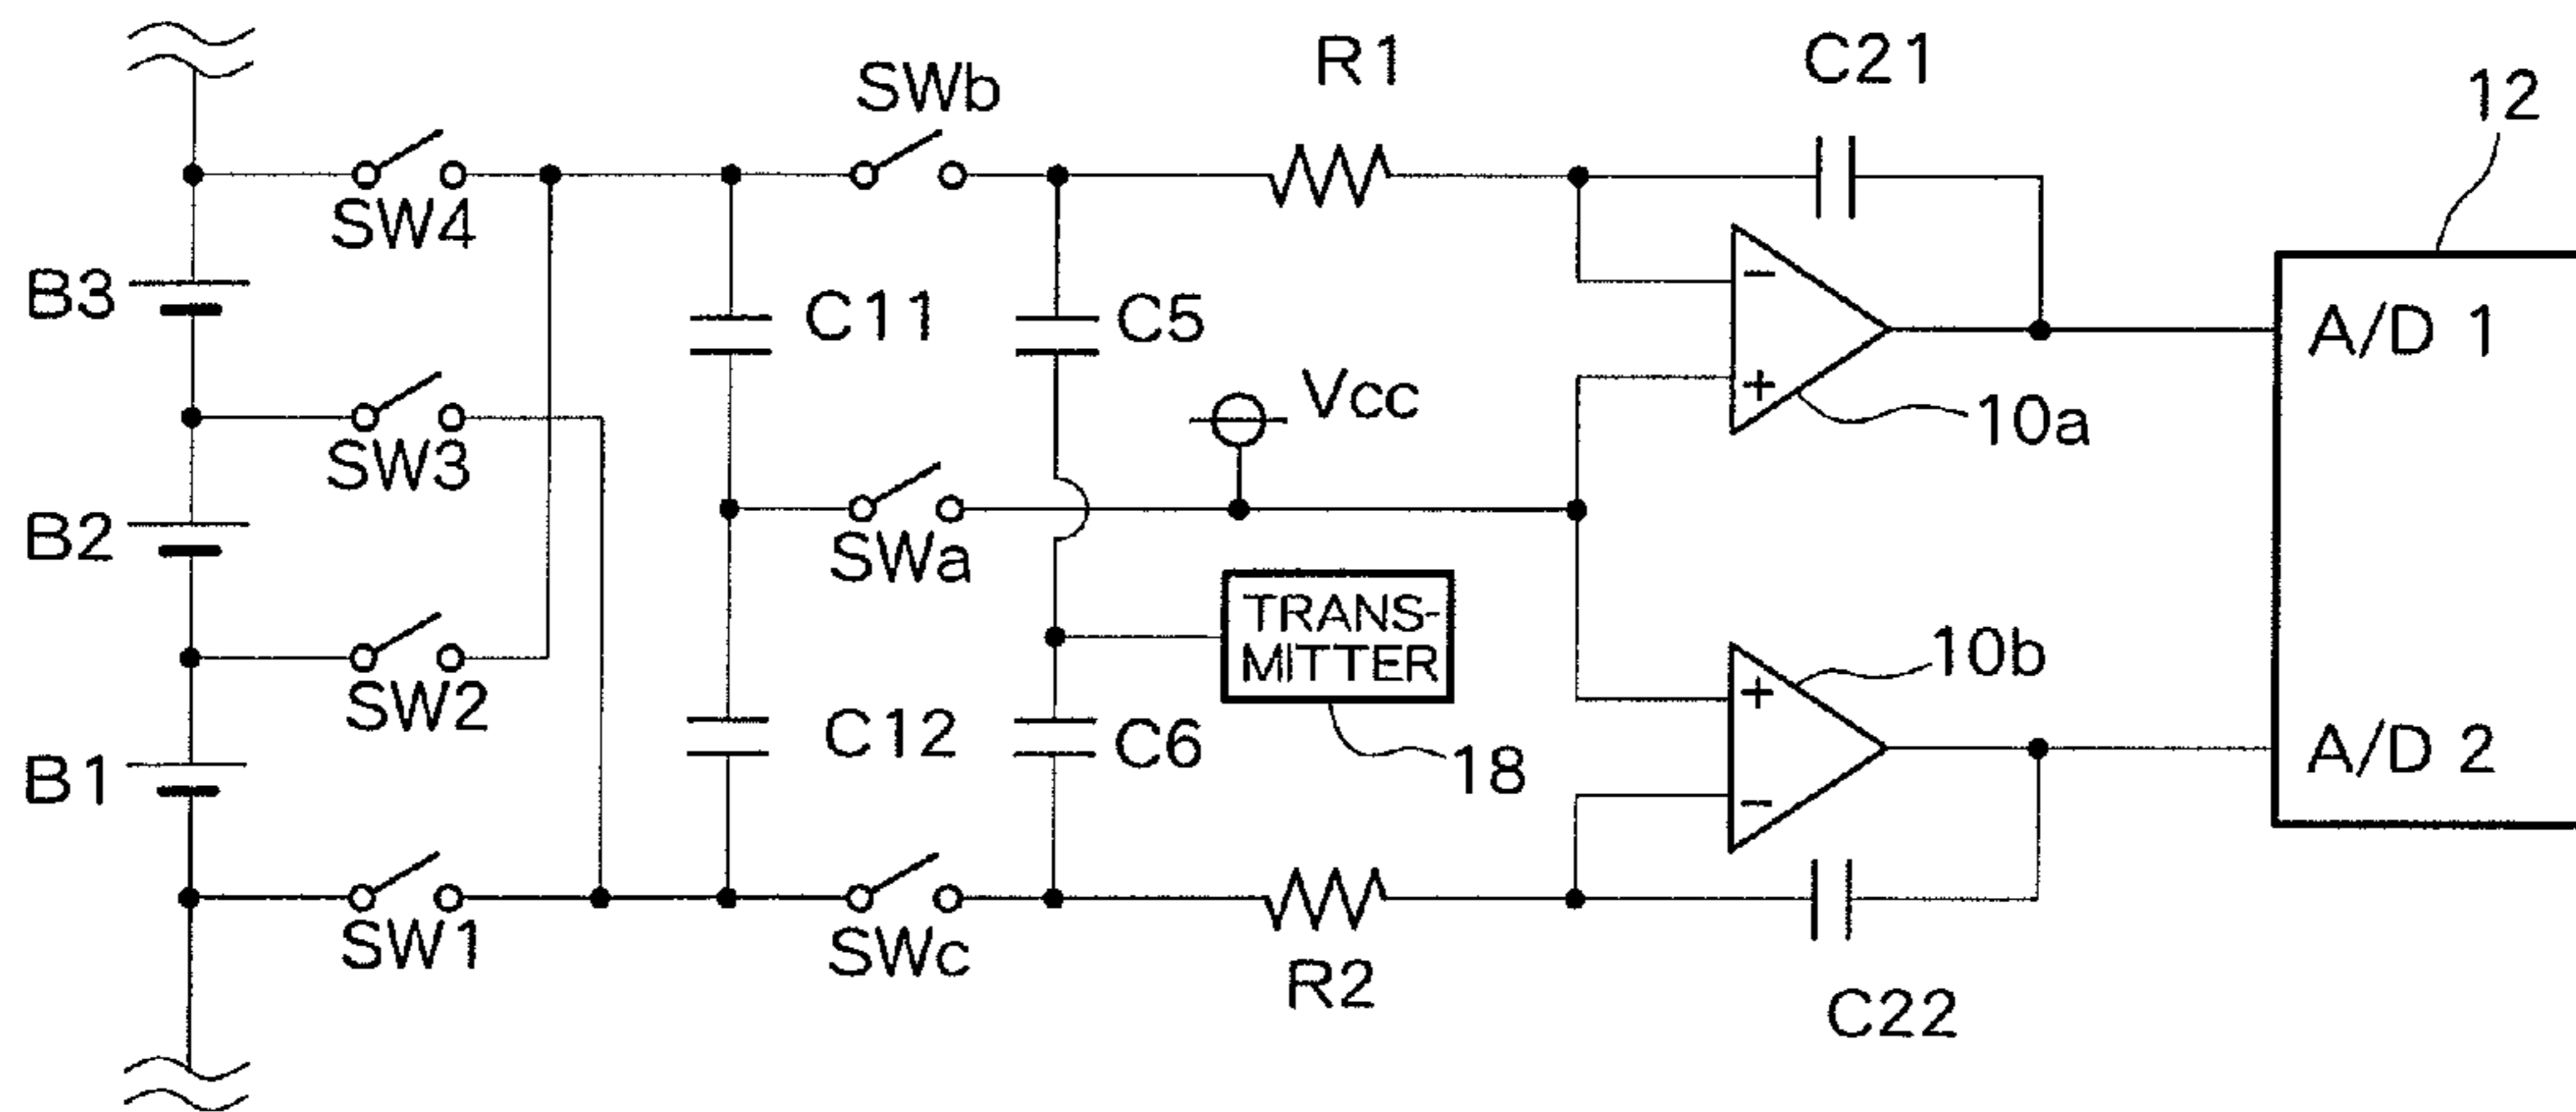 R1
C21
12
SWb
SW4
B3
C11
C5
A/D 1
Vcc
10a
SW3
B2
SWa
TRANS-
MITTER
10b
SW2
C12
C6
18
B1
A/D 2
SW1
SWc
R2
C22